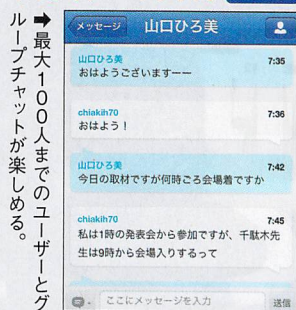 ➡最大100人までのユーザーとグ
ループチャットが楽しめる。
メッセージ 山口ひろ美
山口ひろ美 7:35
おはようございますーー
chiakih70 7:36
おはよう！
山口ひろ美 7:42
今日の取材ですが何時ごろ会場着ですか
chiakih70 7:45
私は1時の発表会から参加ですが、千駄木先
生は9時から会場入りするって
ここにメッセージを入力 送信